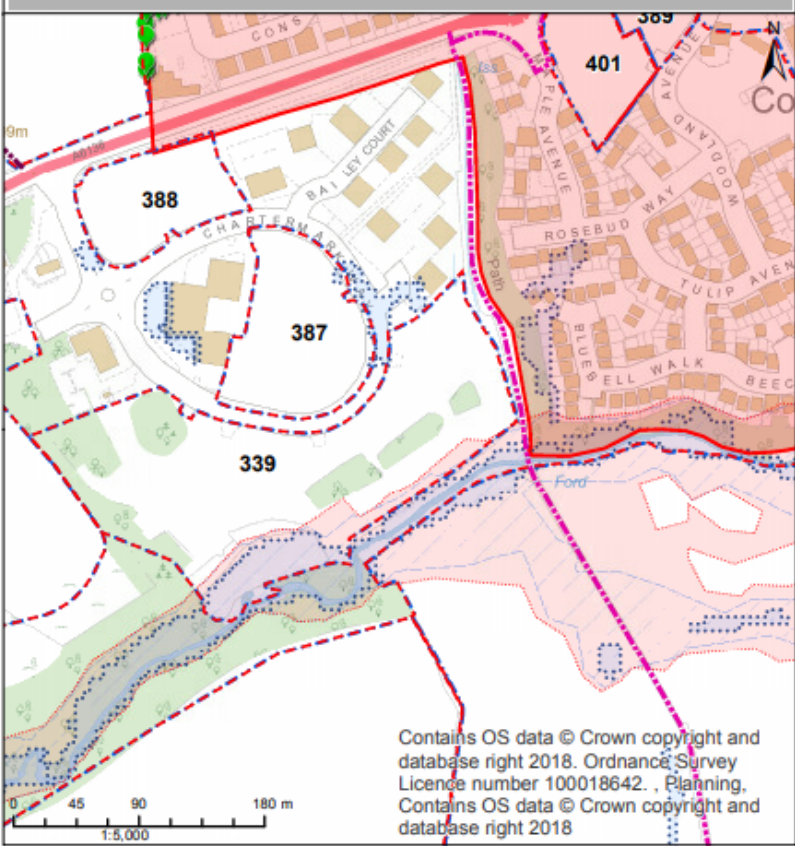 389
N
CONS
401
Iss
Co
9m
A6136
MAPLE AVENUE
WOODLAND AVENUE
BAILEY COURT
388
CHARTERMARK
ROSEBUD WAY
Path
TULIP AVEN
387
BLUEBELL WALK
BEEC
339
Ford
Contains OS data © Crown copyright and
database right 2018. Ordnance Survey
Licence number 100018642. , Planning,
Contains OS data © Crown copyright and
database right 2018
0 45 90 180 m
1:5,000